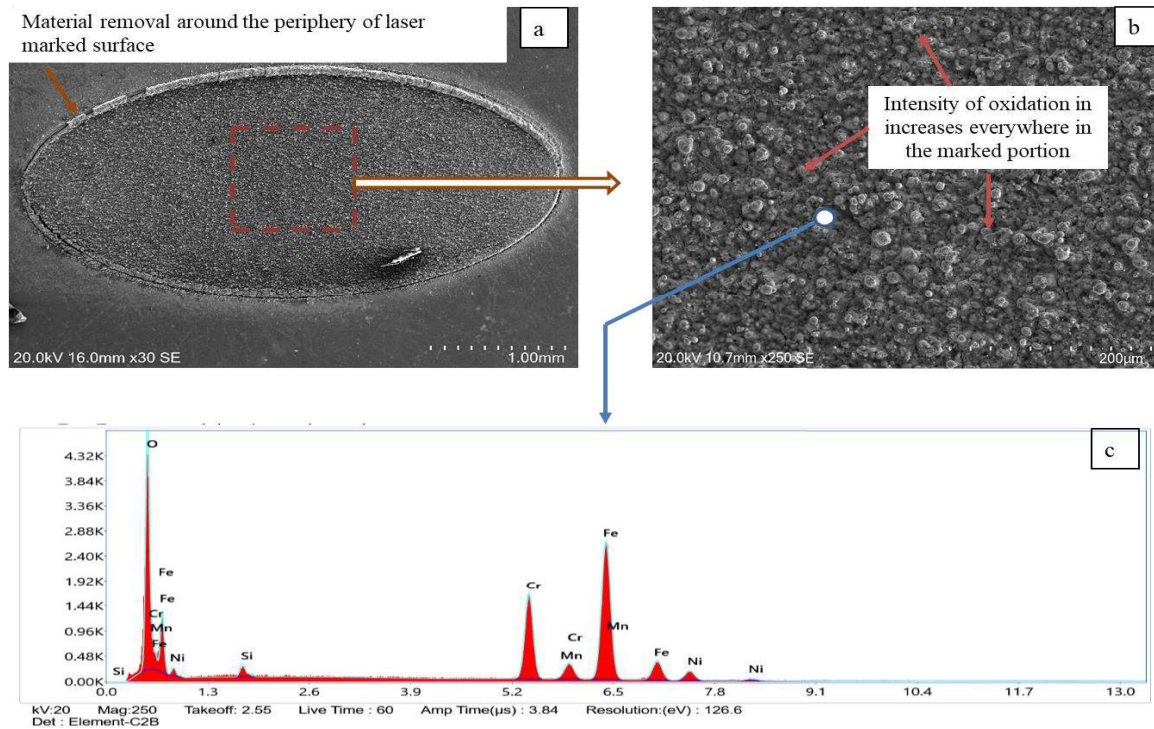 Material removal around the periphery of laser
marked surface
a
20.0kV 16.0mm x30 SE
1.00mm
b
Intensity of oxidation in
increases everywhere in
the marked portion
20.0kV 10.7mm x250 SE
200µm
c
4.32K
3.84K
3.36K
2.88K
2.40K
1.92K
1.44K
0.96K
0.48K
0.00K
O
Fe
Fe
Cr
Mn
Fe
Si
Ni
Si
Cr
Cr
Mn
Fe
Mn
Fe
Ni
Ni
0.0 1.3 2.6 3.9 5.2 6.5 7.8 9.1 10.4 11.7 13.0
kV:20 Mag:250 Takeoff: 2.55 Live Time : 60 Amp Time(µs) : 3.84 Resolution:(eV) : 126.6
Det : Element-C2B